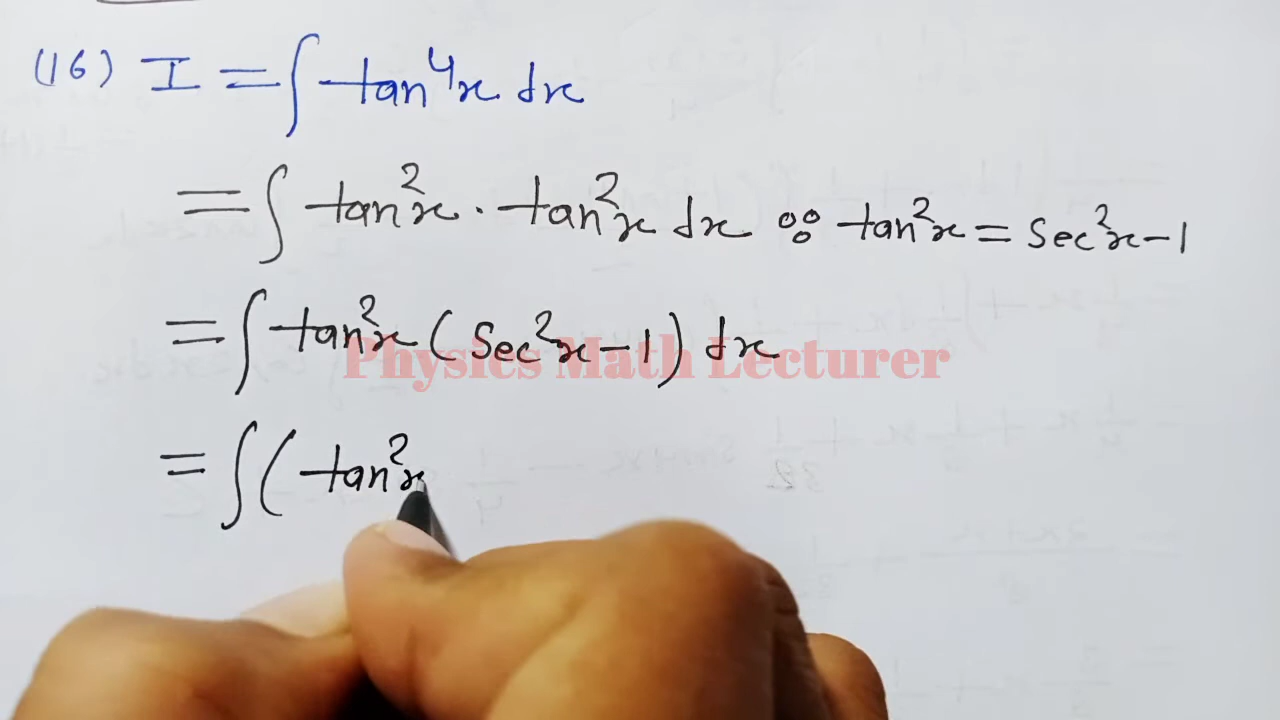 (16) I = ∫ tan⁴x dx
= ∫ tan²x · tan²x dx ∵ tan²x = sec²x - 1
= ∫ tan²x (sec²x - 1) dx
Physics Math Lecturer
= ∫ ( tan²x